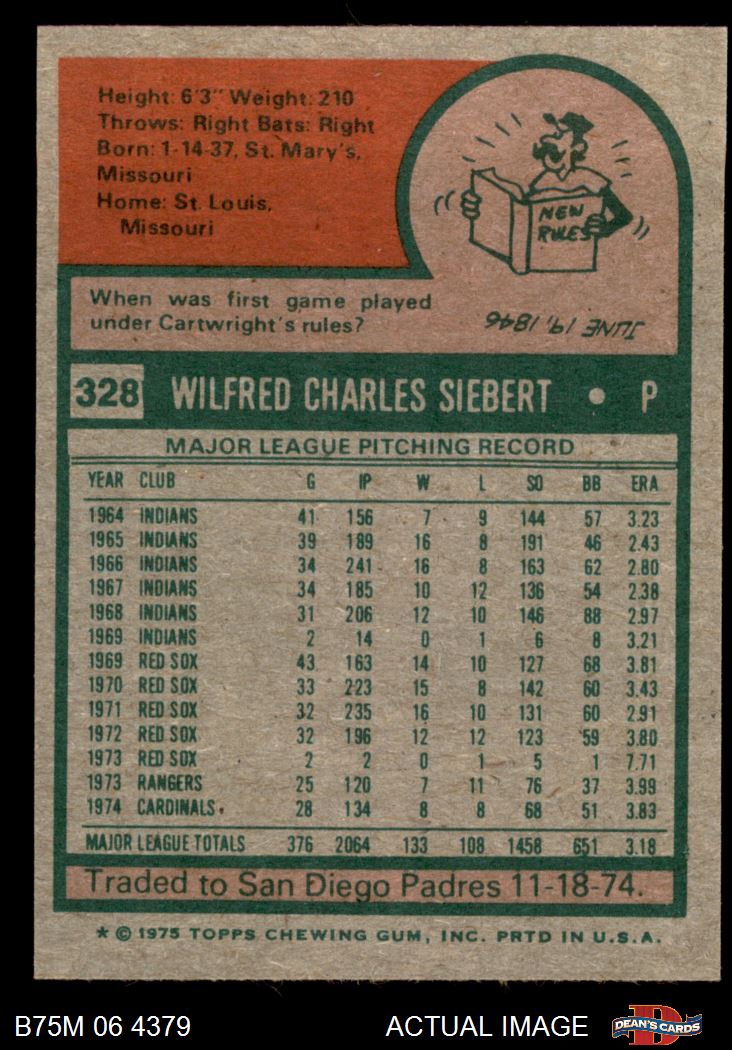 Height: 6'3" Weight: 210
Throws: Right Bats: Right
Born: 1-14-37, St. Mary's,
Missouri
Home: St. Louis,
Missouri
NEW
RULES
When was first game played
under Cartwright's rules?
JUNE 19, 1846
328 WILFRED CHARLES SIEBERT • P
MAJOR LEAGUE PITCHING RECORD
YEAR CLUB G IP W L SO BB ERA
1964 INDIANS 41 156 7 9 144 57 3.23
1965 INDIANS 39 189 16 8 191 46 2.43
1966 INDIANS 34 241 16 8 163 62 2.80
1967 INDIANS 34 185 10 12 136 54 2.38
1968 INDIANS 31 206 12 10 146 88 2.97
1969 INDIANS 2 14 0 1 6 8 3.21
1969 RED SOX 43 163 14 10 127 68 3.81
1970 RED SOX 33 223 15 8 142 60 3.43
1971 RED SOX 32 235 16 10 131 60 2.91
1972 RED SOX 32 196 12 12 123 59 3.80
1973 RED SOX 2 2 0 1 5 1 7.71
1973 RANGERS 25 120 7 11 76 37 3.99
1974 CARDINALS 28 134 8 8 68 51 3.83
MAJOR LEAGUE TOTALS 376 2064 133 108 1458 651 3.18
Traded to San Diego Padres 11-18-74.
* © 1975 TOPPS CHEWING GUM, INC. PRTD IN U.S.A.
B75M 06 4379 ACTUAL IMAGE DEAN'S CARDS